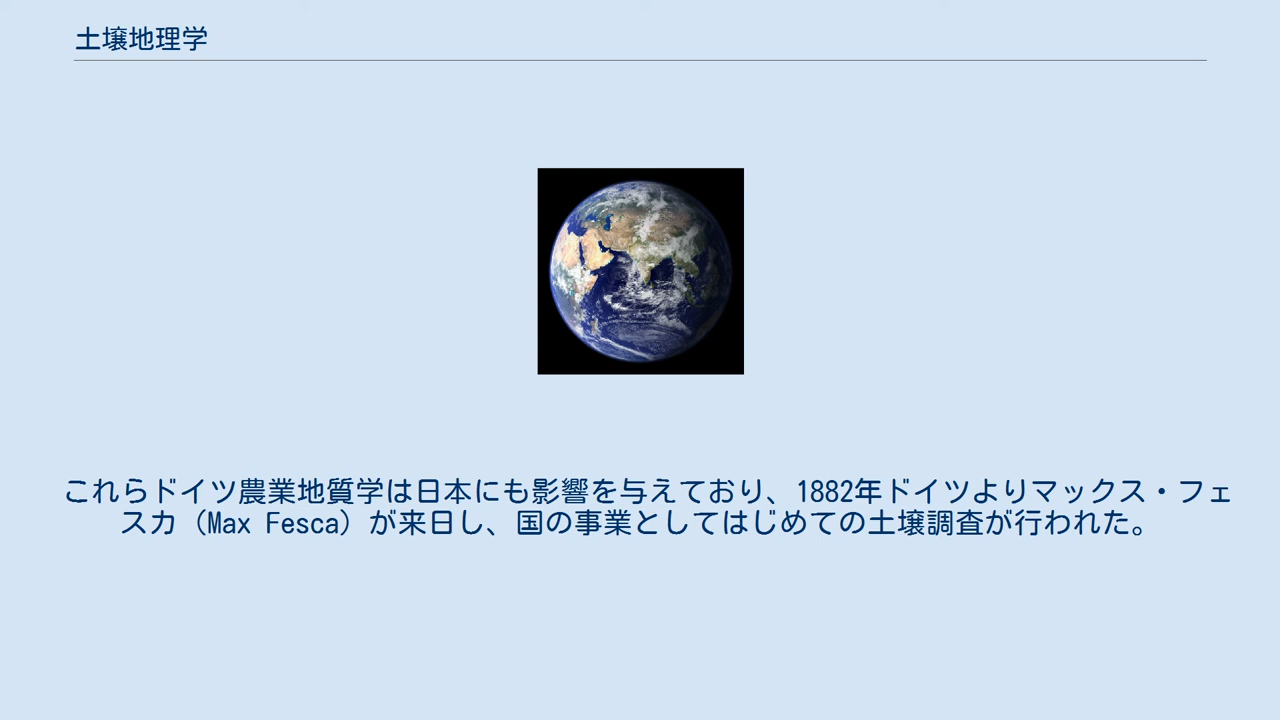 土壌地理学
これらドイツ農業地質学は日本にも影響を与えており、1882年ドイツよりマックス・フェ
スカ（Max Fesca）が来日し、国の事業としてはじめての土壌調査が行われた。